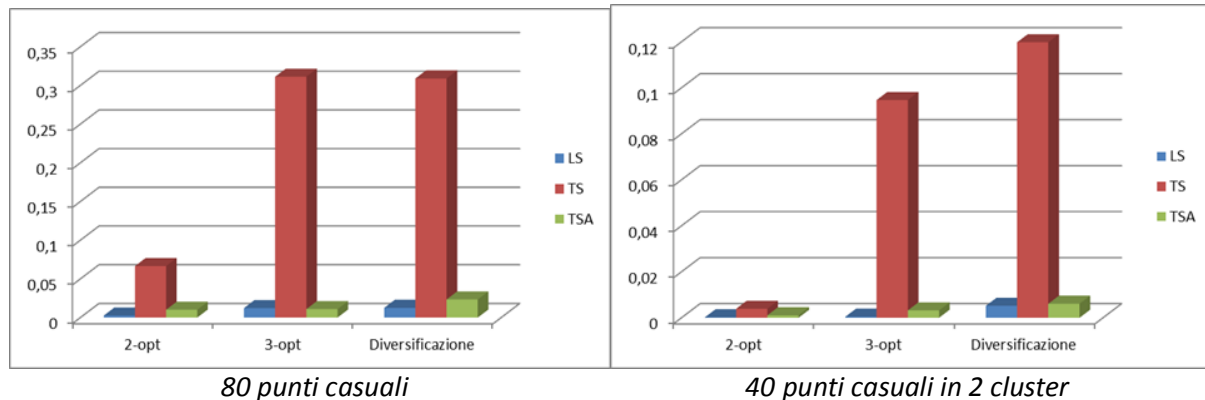 0,35
0,3
0,25
0,2
0,15
0,1
0,05
0
2-opt
3-opt
Diversificazione
LS
TS
TSA
80 punti casuali
0,12
0,1
0,08
0,06
0,04
0,02
0
2-opt
3-opt
Diversificazione
LS
TS
TSA
40 punti casuali in 2 cluster